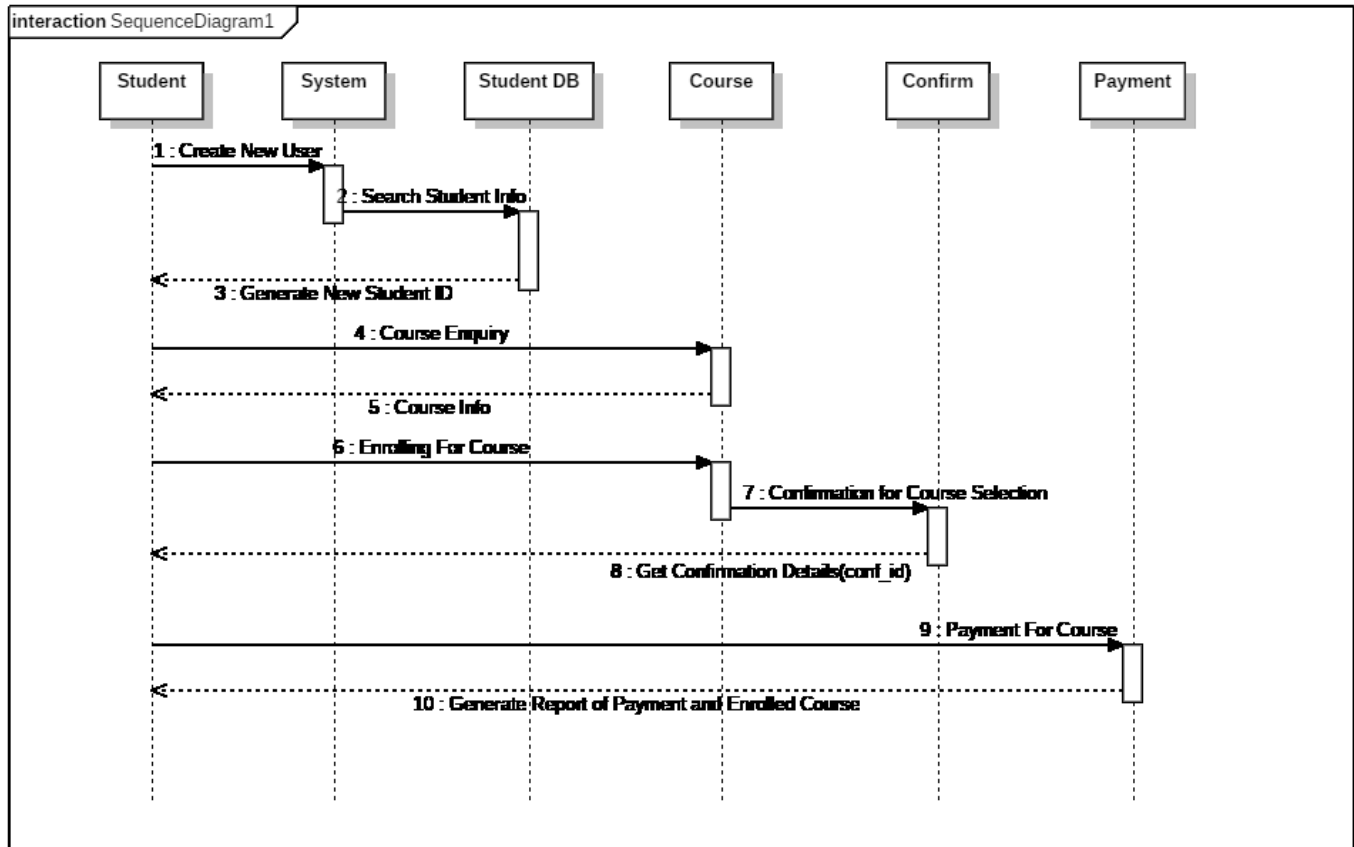 interaction SequenceDiagram1
Student
System
Student DB
Course
Confirm
Payment
1 : Create New User
2 : Search Student Info
3 : Generate New Student ID
4 : Course Enquiry
5 : Course Info
6 : Enrolling For Course
7 : Confirmation for Course Selection
8 : Get Confirmation Details(conf_id)
9 : Payment For Course
10 : Generate Report of Payment and Enrolled Course